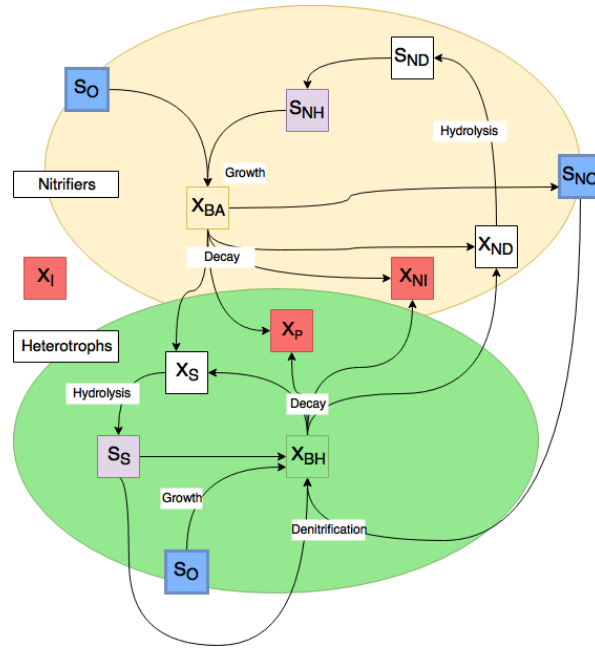 S_ND
S_O
S_NH
Hydrolysis
Growth
S_NO
Nitrifiers
X_BA
X_ND
Decay
X_I
X_NI
X_P
Heterotrophs
X_S
Hydrolysis
Decay
S_S
X_BH
Growth
Denitrification
S_O